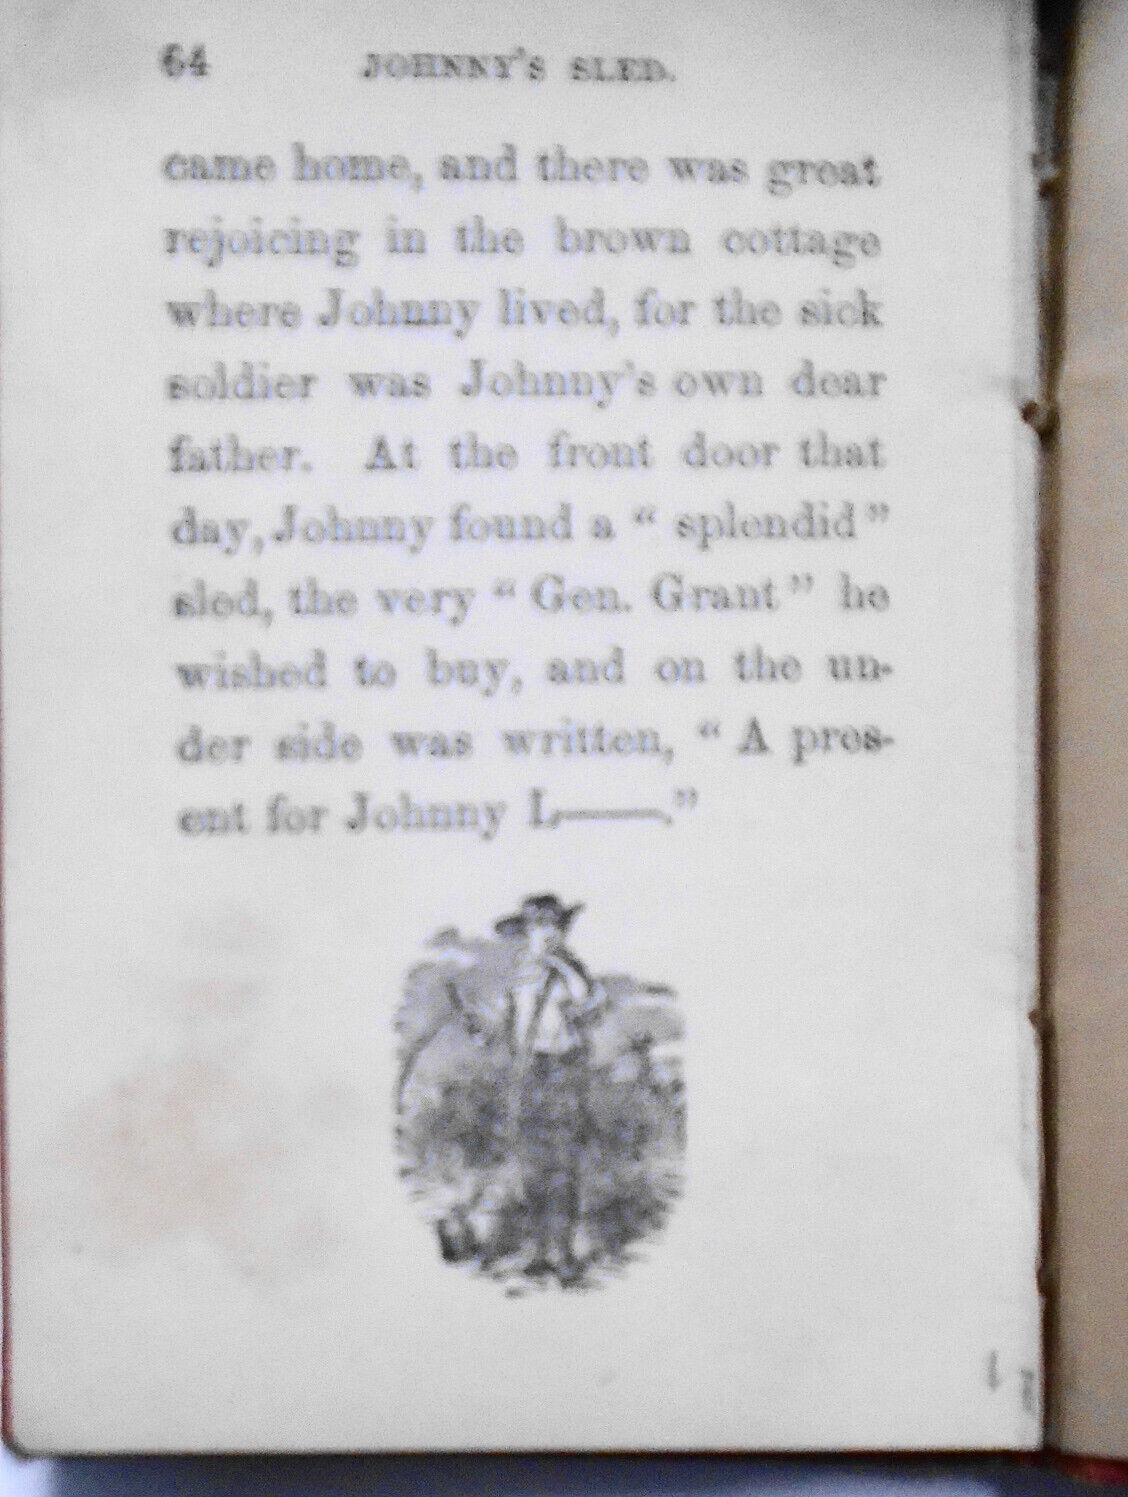 64 JOHNNY'S SLED.
came home, and there was great
rejoicing in the brown cottage
where Johnny lived, for the sick
soldier was Johnny's own dear
father. At the front door that
day, Johnny found a “ splendid ”
sled, the very “ Gen. Grant ” he
wished to buy, and on the un-
der side was written, “ A pres-
ent for Johnny L——.”